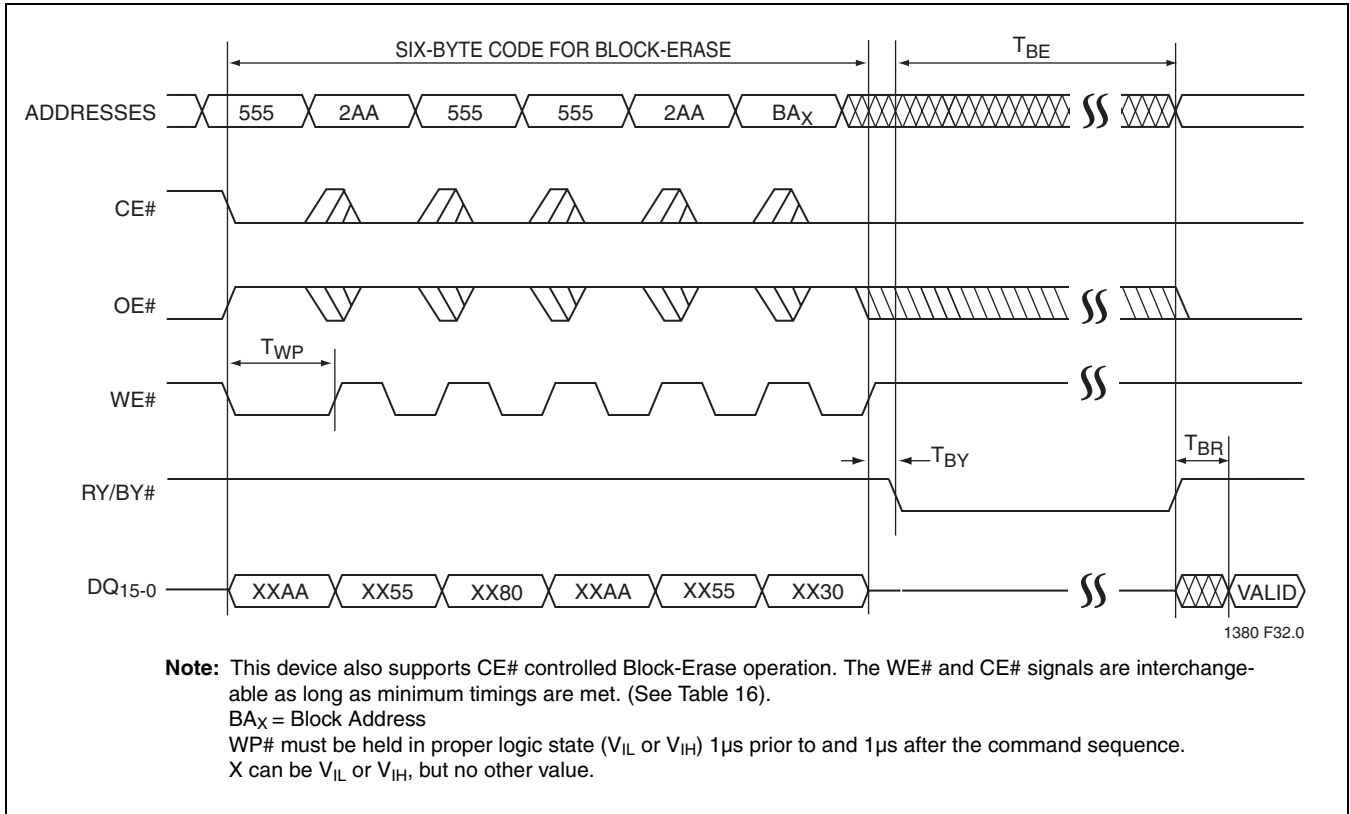 SIX-BYTE CODE FOR BLOCK-ERASE
TBE
ADDRESSES 555 2AA 555 555 2AA BAX
CE#
OE#
TWP
WE#
TBY
TBR
RY/BY#
DQ15-0 XXAA XX55 XX80 XXAA XX55 XX30 VALID
1380 F32.0
Note: This device also supports CE# controlled Block-Erase operation. The WE# and CE# signals are interchange-
able as long as minimum timings are met. (See Table 16).
BAX = Block Address
WP# must be held in proper logic state (VIL or VIH) 1µs prior to and 1µs after the command sequence.
X can be VIL or VIH, but no other value.